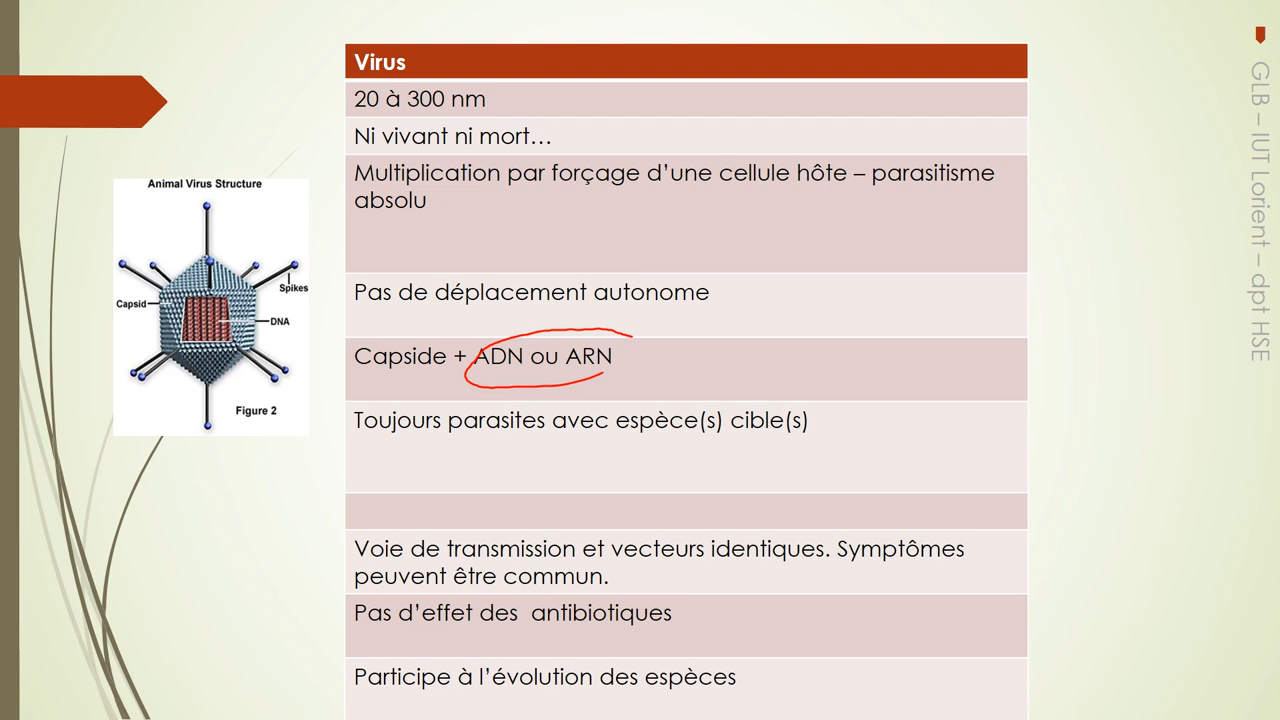 Virus
20 à 300 nm
Ni vivant ni mort…
Multiplication par forçage d’une cellule hôte – parasitisme
absolu
Pas de déplacement autonome
Capside + ADN ou ARN
Toujours parasites avec espèce(s) cible(s)
Voie de transmission et vecteurs identiques. Symptômes
peuvent être commun.
Pas d’effet des  antibiotiques
Participe à l’évolution des espèces
Animal Virus Structure
Spikes
Capsid
DNA
Figure 2
GLB – IUT Lorient – dpt HSE